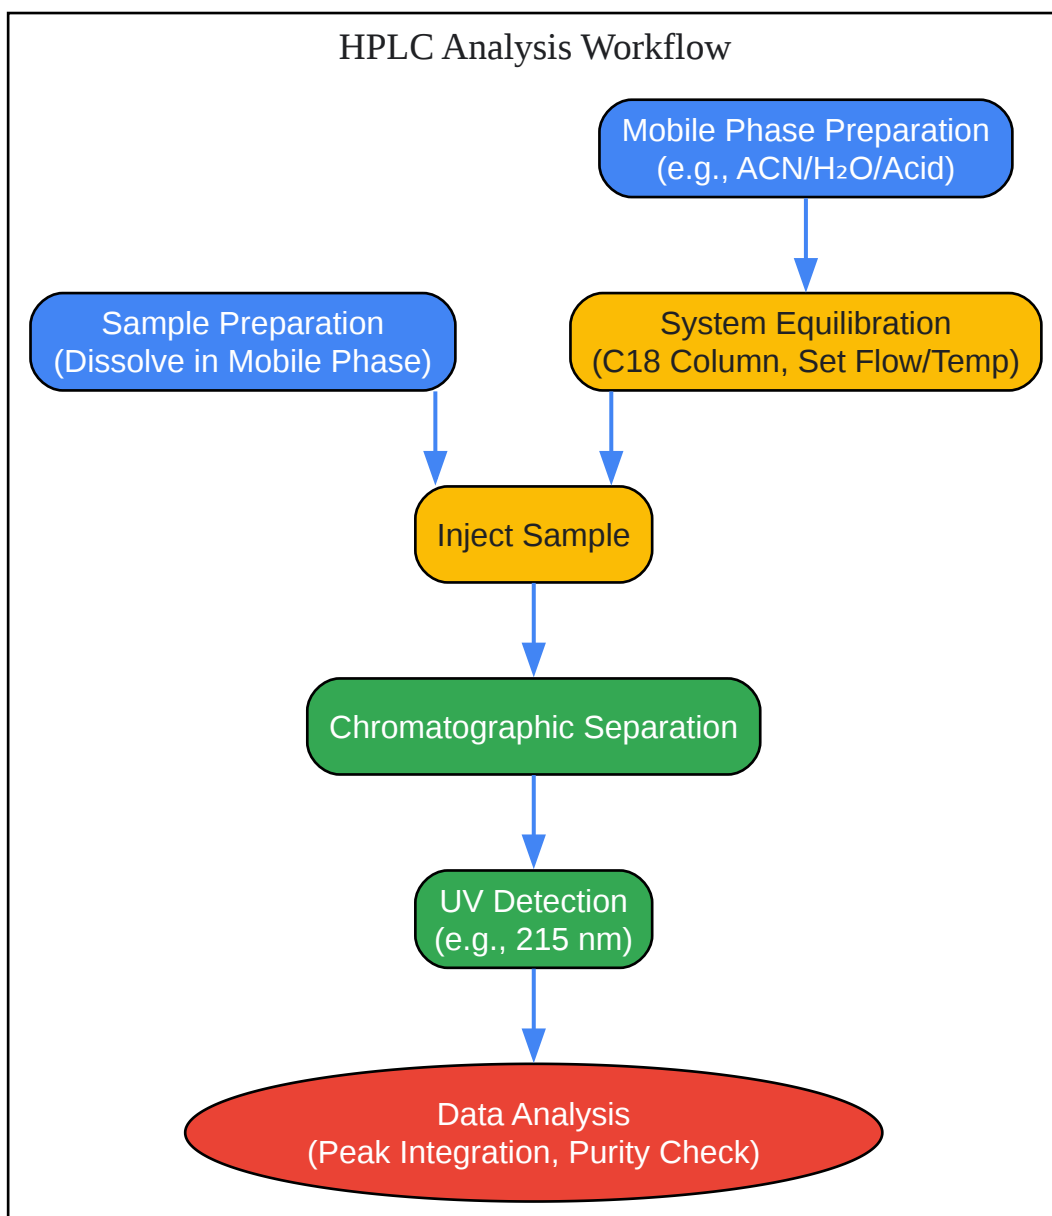 HPLC Analysis Workflow
Mobile Phase Preparation
(e.g., ACN/H₂O/Acid)
Sample Preparation
(Dissolve in Mobile Phase)
System Equilibration
(C18 Column, Set Flow/Temp)
Inject Sample
Chromatographic Separation
UV Detection
(e.g., 215 nm)
Data Analysis
(Peak Integration, Purity Check)